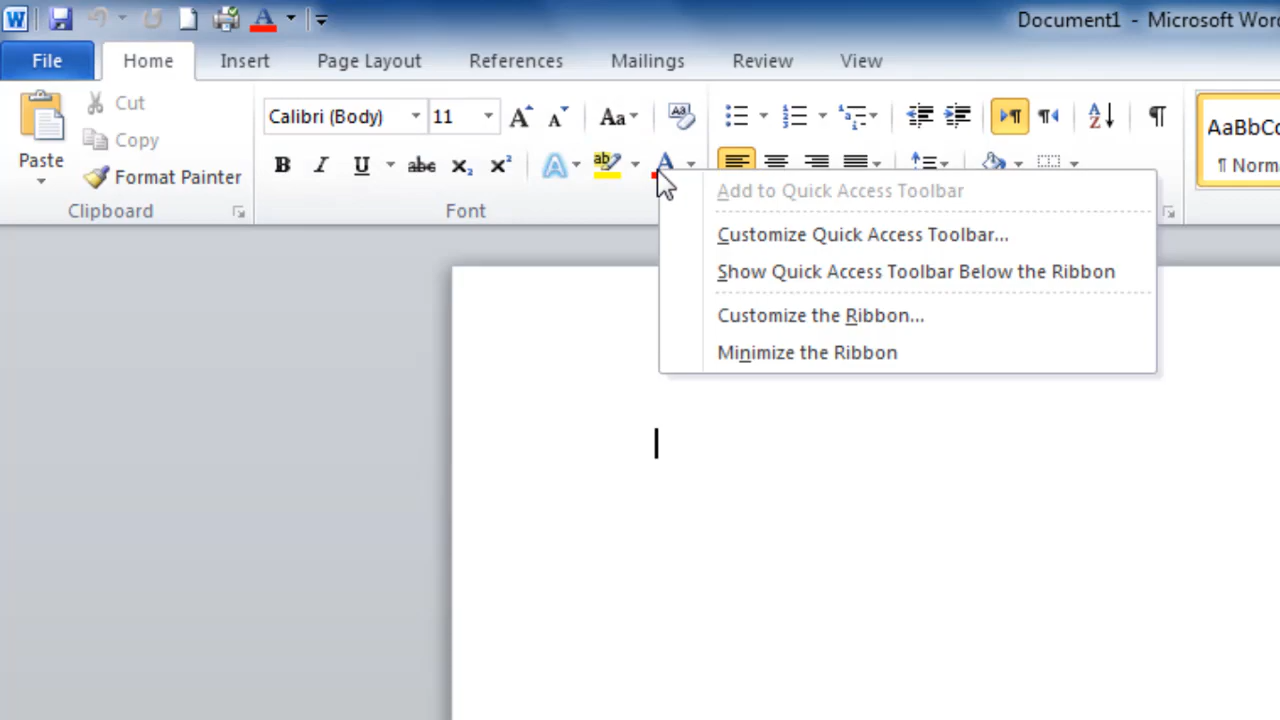 Document1 - Microsoft Word
File Home Insert Page Layout References Mailings Review View
Calibri (Body) 11 Aa Aa AaBbCc
Cut
Copy
Paste
Format Painter
B I U abc X₂ X² A ab A
¶ Norm
Clipboard Font
Add to Quick Access Toolbar
Customize Quick Access Toolbar...
Show Quick Access Toolbar Below the Ribbon
Customize the Ribbon...
Minimize the Ribbon